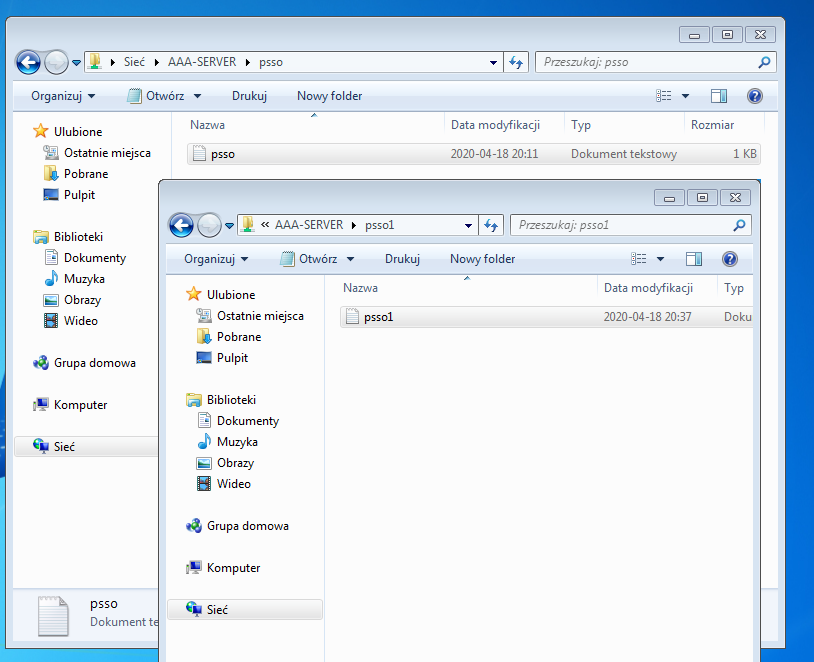 Sieć AAA-SERVER psso
Przeszukaj: psso
Organizuj Otwórz Drukuj Nowy folder
Nazwa Data modyfikacji Typ Rozmiar
psso 2020-04-18 20:11 Dokument tekstowy 1 KB
Ulubione
Ostatnie miejsca
Pobrane
Pulpit
Biblioteki
Dokumenty
Muzyka
Obrazy
Wideo
Grupa domowa
Komputer
Sieć
psso
Dokument te
« AAA-SERVER psso1
Przeszukaj: psso1
Organizuj Otwórz Drukuj Nowy folder
Nazwa Data modyfikacji Typ
psso1 2020-04-18 20:37 Doku
Ulubione
Ostatnie miejsca
Pobrane
Pulpit
Biblioteki
Dokumenty
Muzyka
Obrazy
Wideo
Grupa domowa
Komputer
Sieć